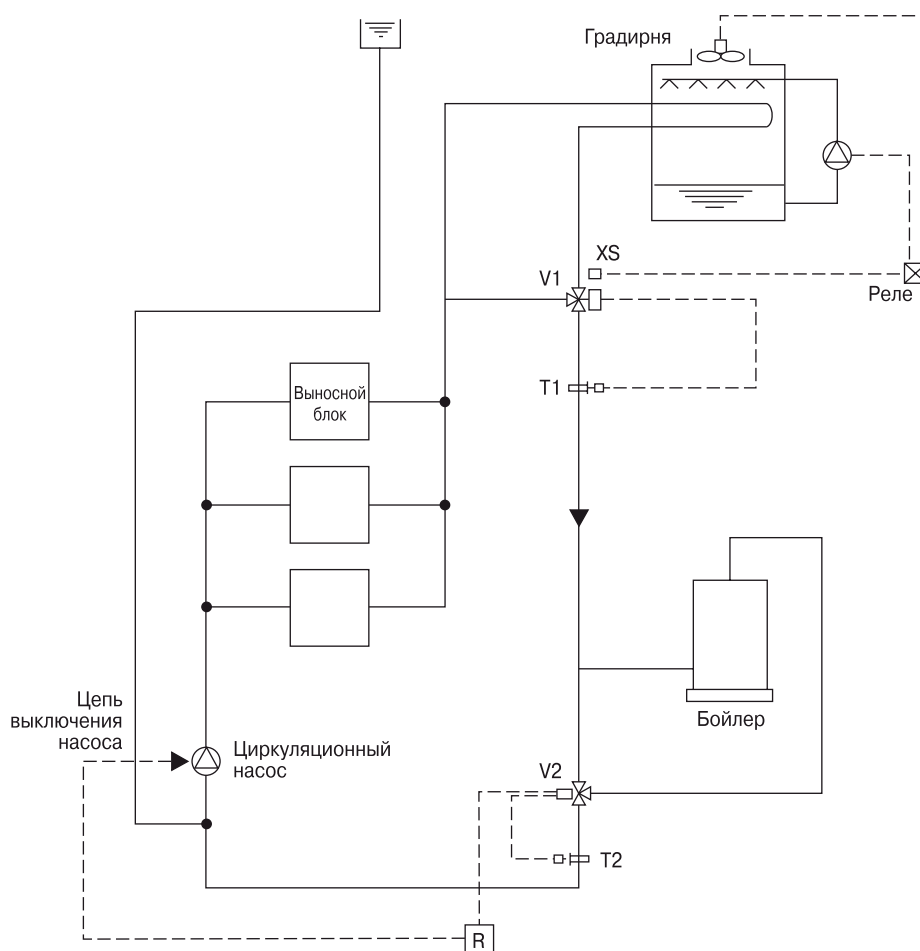 Градирня
XS
V1
Реле
T1
Выносной
блок
Цепь
выключения
насоса
Циркуляционный
насос
Бойлер
V2
T2
R